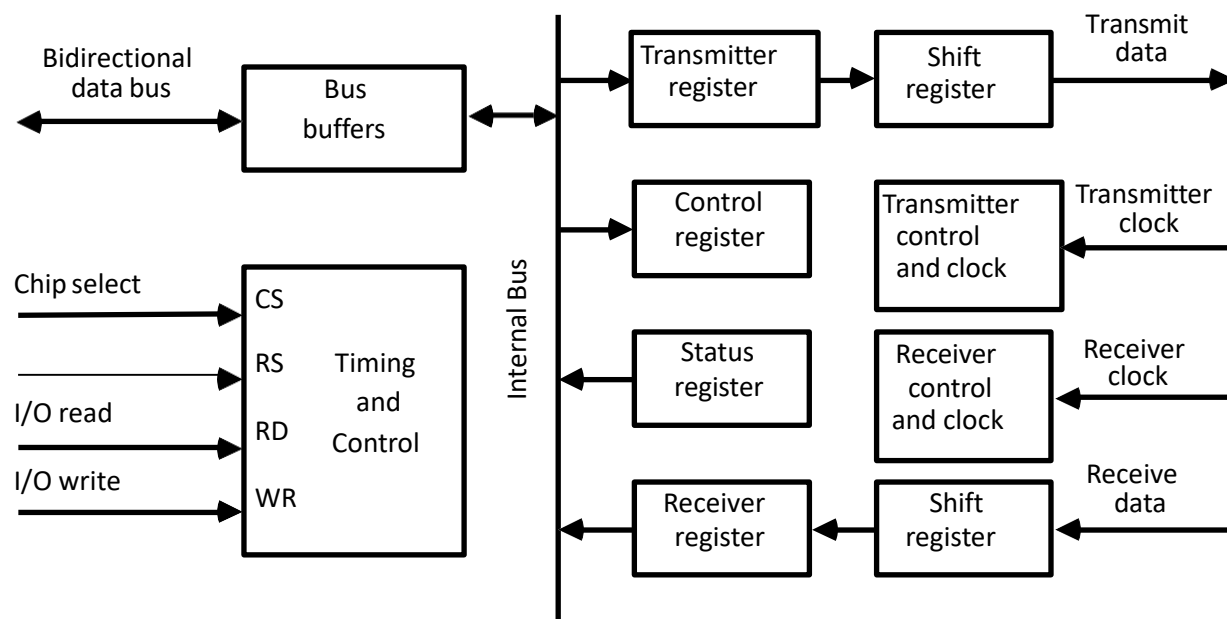 Bidirectional
data bus
Bus
buffers
Transmitter
register
Shift
register
Transmit
data
Control
register
Transmitter
control
and clock
Transmitter
clock
Chip select
CS
RS
I/O read
RD
I/O write
WR
Timing
and
Control
Internal Bus
Status
register
Receiver
control
and clock
Receiver
clock
Receiver
register
Shift
register
Receive
data